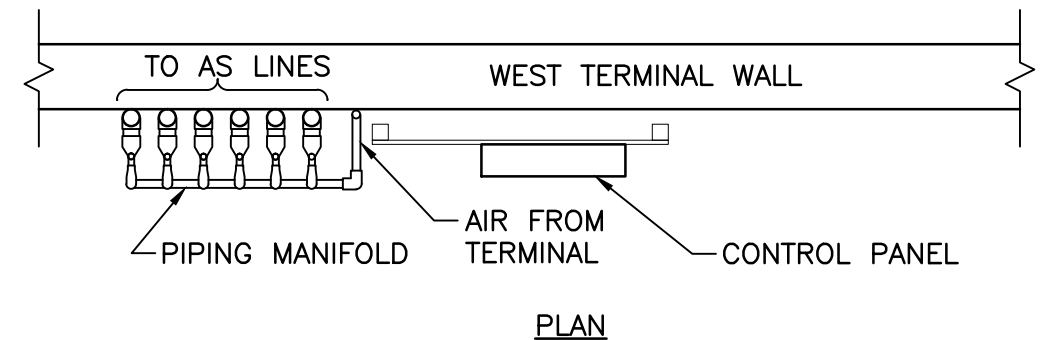 TO AS LINES
WEST TERMINAL WALL
AIR FROM
TERMINAL
PIPING MANIFOLD
CONTROL PANEL
PLAN